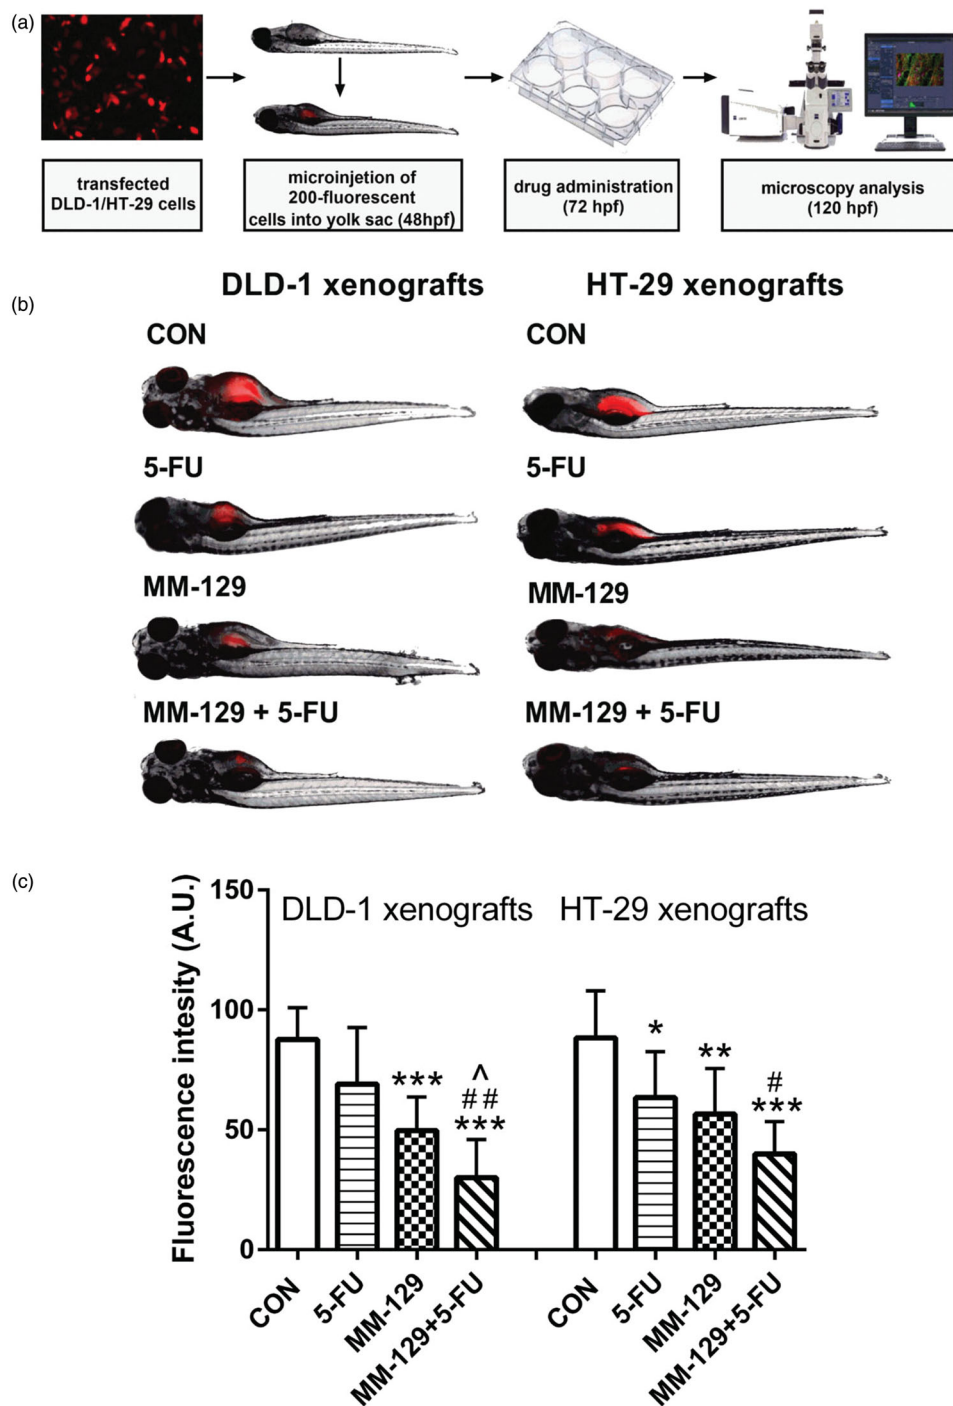 (a)
transfected
DLD-1/HT-29 cells
microinjetion of
200-fluorescent
cells into yolk sac (48hpf)
drug administration
(72 hpf)
microscopy analysis
(120 hpf)
(b)
DLD-1 xenografts
HT-29 xenografts
CON
CON
5-FU
5-FU
MM-129
MM-129
MM-129 + 5-FU
MM-129 + 5-FU
(c)
Fluorescence intesity (A.U.)
150
100
50
0
DLD-1 xenografts
HT-29 xenografts
***
^
##
***
*
**
#
***
CON
5-FU
MM-129
MM-129+5-FU
CON
5-FU
MM-129
MM-129+5-FU